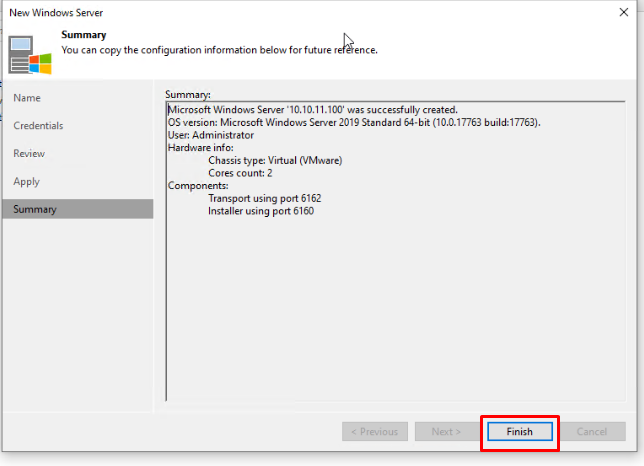 New Windows Server
Summary
You can copy the configuration information below for future reference.
Name
Credentials
Review
Apply
Summary
Summary:
Microsoft Windows Server '10.10.11.100' was successfully created.
OS version: Microsoft Windows Server 2019 Standard 64-bit (10.0.17763 build:17763).
User: Administrator
Hardware info:
Chassis type: Virtual (VMware)
Cores count: 2
Components:
Transport using port 6162
Installer using port 6160
< Previous
Next >
Finish
Cancel